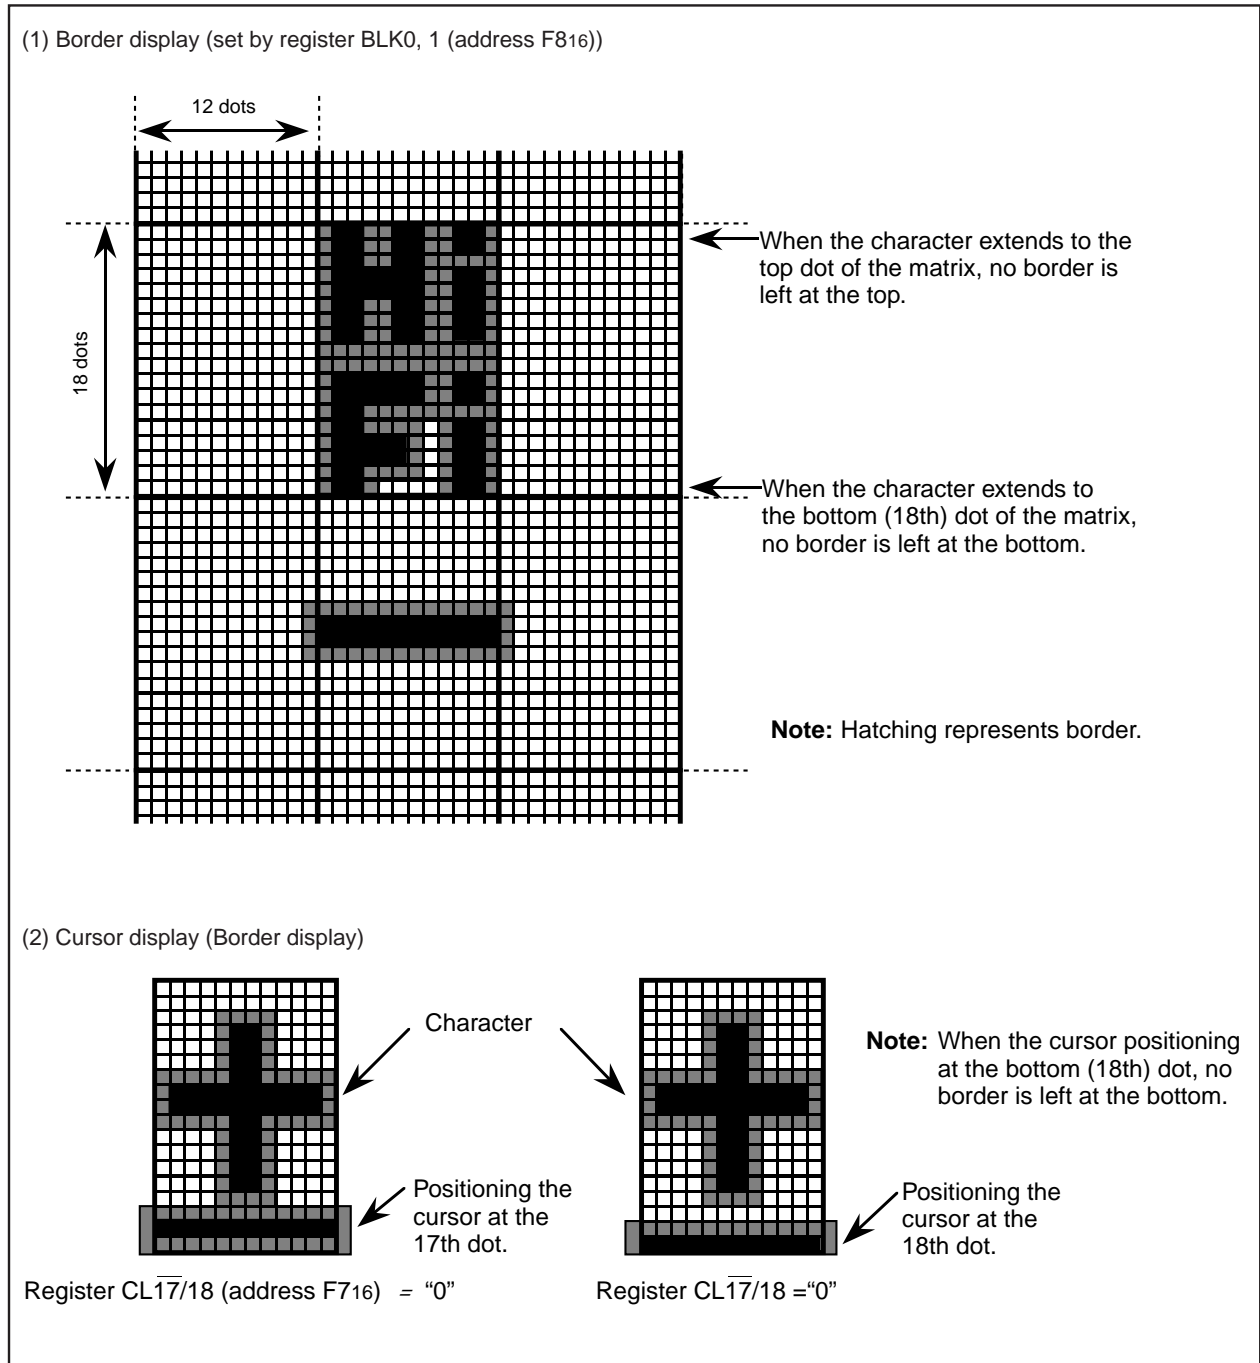 (1) Border display (set by register BLK0, 1 (address F816))
12 dots
18 dots
When the character extends to the
top dot of the matrix, no border is
left at the top.
When the character extends to
the bottom (18th) dot of the matrix,
no border is left at the bottom.
Note: Hatching represents border.
(2) Cursor display (Border display)
Character
Note: When the cursor positioning
at the bottom (18th) dot, no
border is left at the bottom.
Positioning the
cursor at the
17th dot.
Positioning the
cursor at the
18th dot.
Register CL1̅7̅/18 (address F716) = “0”
Register CL1̅7̅/18 =“0”